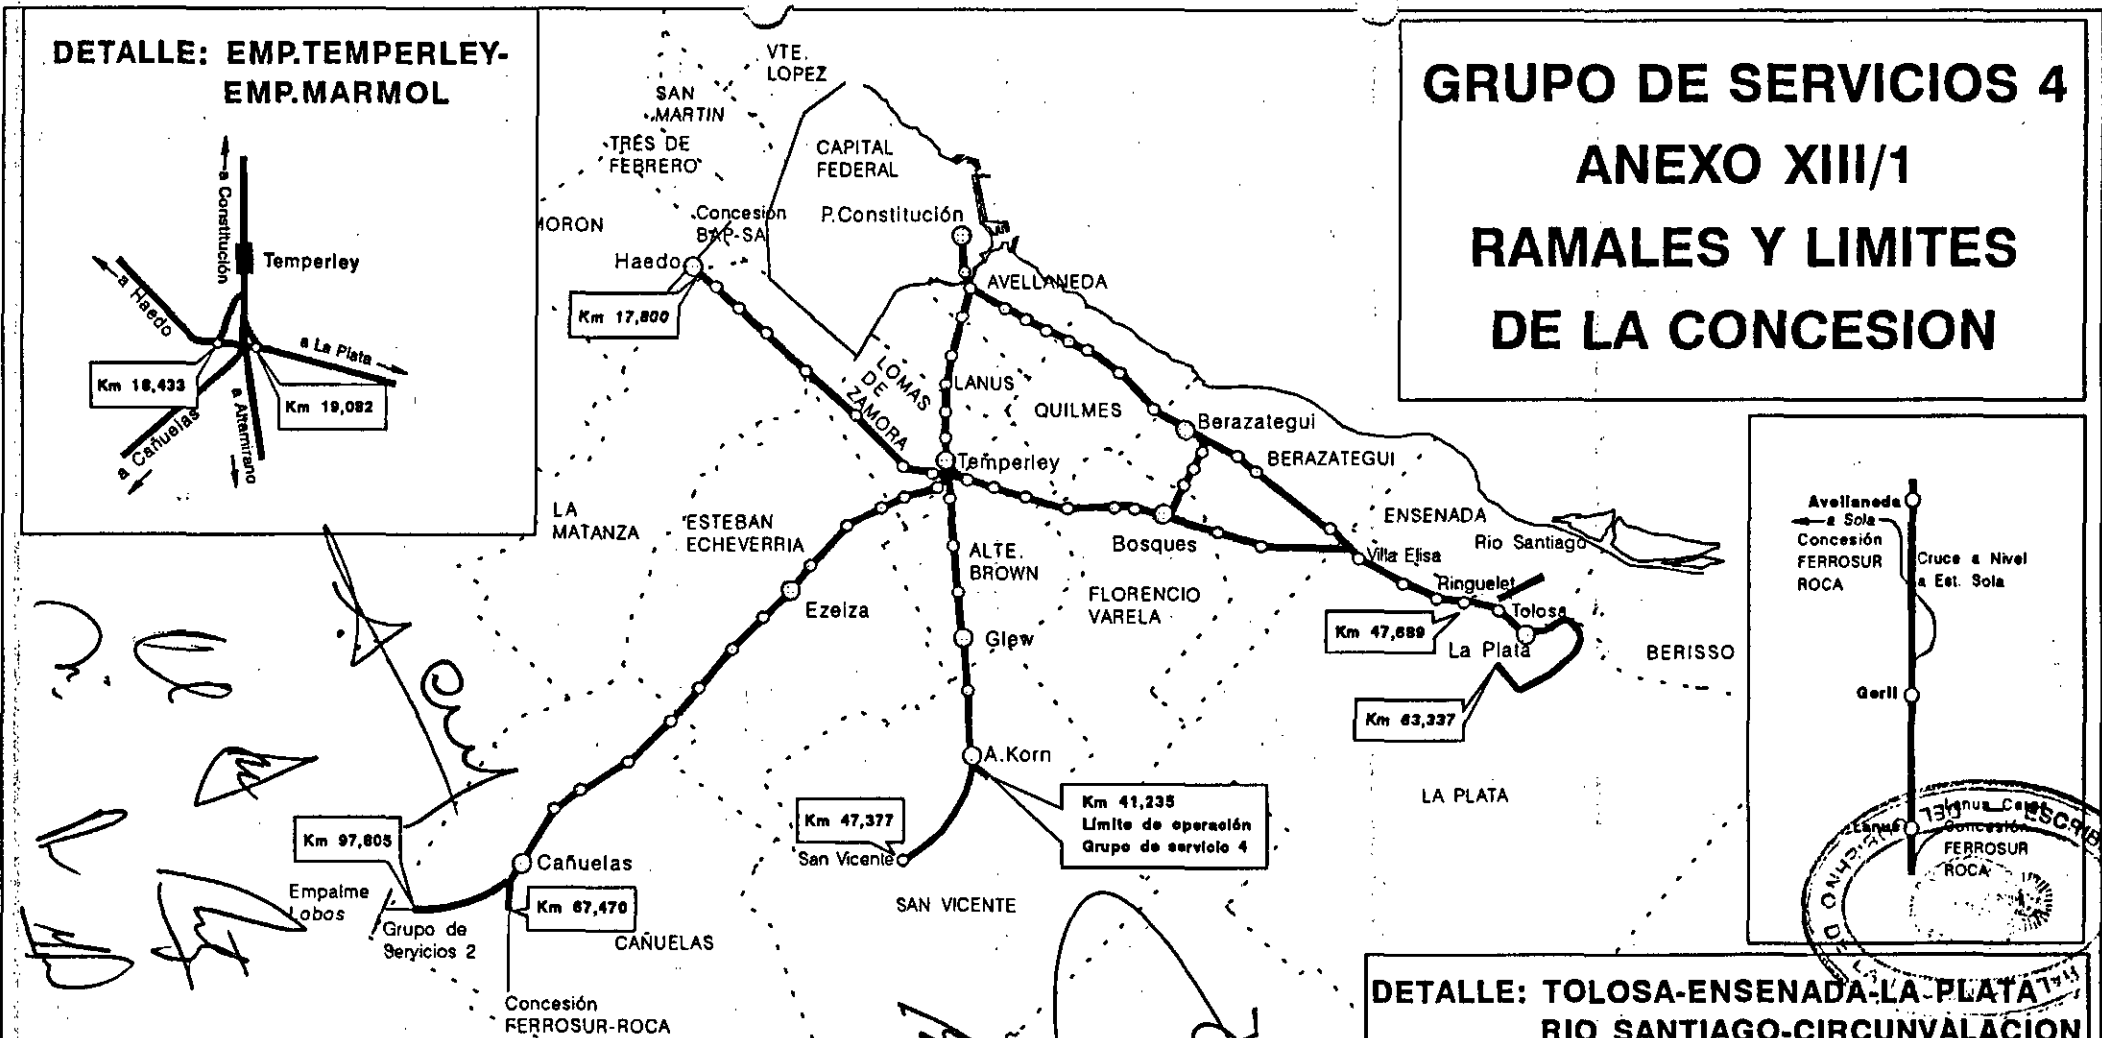 DETALLE: EMP.TEMPERLEY-
EMP.MARMOL
a Constitución
Temperley
a Haedo
a La Plata
Km 18,433
Km 19,082
a Cañuelas
a Altamirano
GRUPO DE SERVICIOS 4
ANEXO XIII/1
RAMALES Y LIMITES
DE LA CONCESION
VTE.
LOPEZ
SAN
MARTIN
TRES DE
FEBRERO
CAPITAL
FEDERAL
MORON
Concesión
BAP-SA
P.Constitución
Haedo
AVELLANEDA
Km 17,800
LOMAS
DE
ZAMORA
LANUS
QUILMES
Berazategui
Temperley
BERAZATEGUI
LA
MATANZA
ESTEBAN
ECHEVERRIA
ENSENADA
Rio Santiago
Bosques
ALTE.
BROWN
Villa Elisa
Ringuelet
Ezeiza
FLORENCIO
VARELA
Tolosa
Km 47,689
Glew
La Plata
BERISSO
Km 63,337
A.Korn
LA PLATA
Km 41,235
Limite de operación
Grupo de servicio 4
Km 47,377
San Vicente
Km 97,805
Cañuelas
Empalme
Lobos
Km 67,470
Grupo de
Servicios 2
CAÑUELAS
SAN VICENTE
Concesión
FERROSUR-ROCA
Avellaneda
a Sola
Concesión
FERROSUR
ROCA
Cruce a Nivel
a Est. Sola
Gerli
Lanus
Concesión
FERROSUR
ROCA
DETALLE: TOLOSA-ENSENADA-LA PLATA
RIO SANTIAGO-CIRCUNVALACION